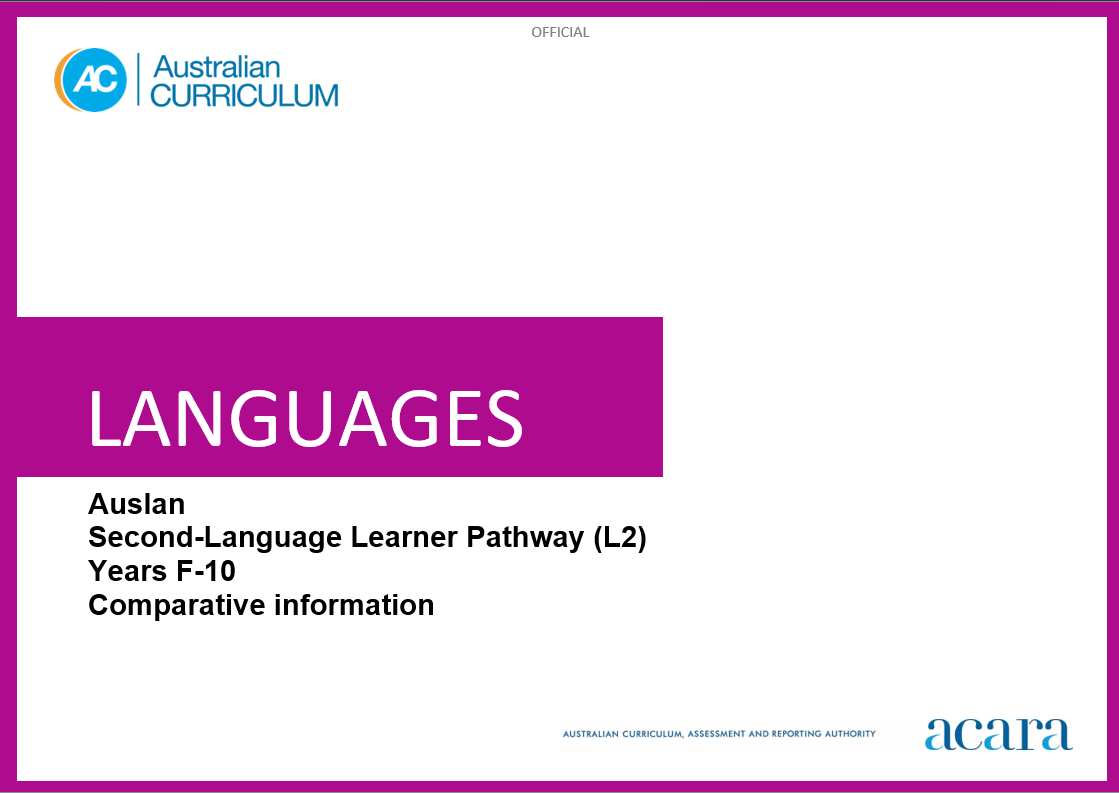 OFFICIAL
AC
Australian
CURRICULUM
LANGUAGES
Auslan
Second-Language Learner Pathway (L2)
Years F-10
Comparative information
AUSTRALIAN CURRICULUM, ASSESSMENT AND REPORTING AUTHORITY
acara